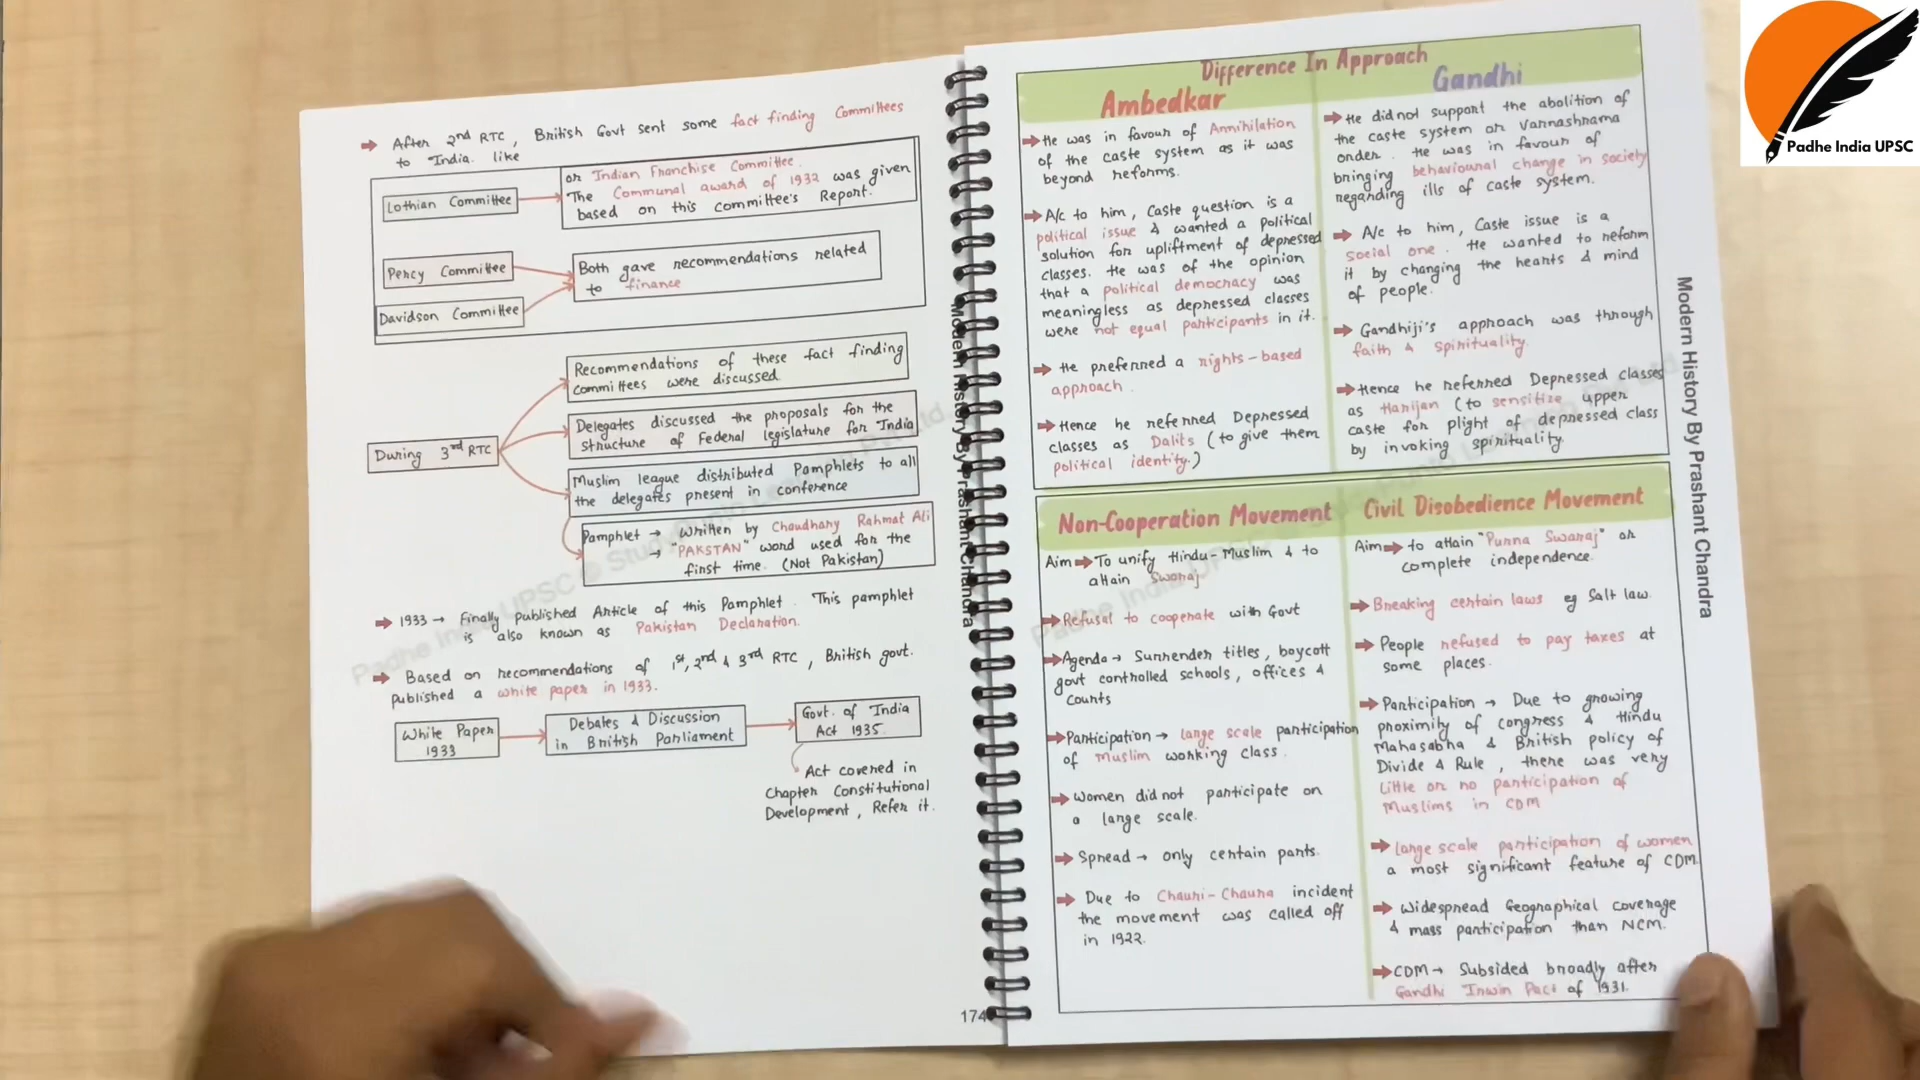 → After 2nd RTC, British Govt sent some fact finding Committees
to India. like
Lothian Committee
or Indian Franchise Committee.
The Communal award of 1932 was given
based on this committee's Report.
Percy Committee
Davidson Committee
Both gave recommendations related
to finance
During 3rd RTC
Recommendations of these fact finding
committees were discussed
Delegates discussed the proposals for the
structure of Federal legislature for India
Muslim league distributed Pamphlets to all
the delegates present in conference
Pamphlet → Written by Chaudhary Rahmat Ali
→ "PAKSTAN" word used for the
first time. (Not Pakistan)
→ 1933 → Finally published Article of this Pamphlet. This pamphlet
is also known as Pakistan Declaration.
→ Based on recommendations of 1st, 2nd & 3rd RTC, British govt.
published a white paper in 1933.
White Paper
1933
Debates & Discussion
in British Parliament
Govt. of India
Act 1935
Act covered in
Chapter Constitutional
Development, Refer it.
174
Modern History By Prashant Chandra
Difference In Approach
Ambedkar
→ He was in favour of Annihilation
of the caste system as it was
beyond reforms.
→ A/c to him, Caste question is a
political issue & wanted a political
solution for upliftment of depressed
classes. He was of the opinion
that a political democracy was
meaningless as depressed classes
were not equal participants in it.
→ He preferred a rights-based
approach.
→ Hence he referred Depressed
classes as Dalits (to give them
political identity.)
Gandhi
→ He did not support the abolition of
the caste system or Varnashrama
order. He was in favour of
bringing behavioural change in society
regarding ills of caste system.
→ A/c to him, Caste issue is a
social one. He wanted to reform
it by changing the hearts & mind
of people.
→ Gandhiji's approach was through
faith & spirituality.
→ Hence he referred Depressed classes
as Harijan (to sensitize upper
caste for plight of depressed class
by invoking spirituality.
Non-Cooperation Movement
Aim → To unify Hindu-Muslim & to
attain Swaraj
→ Refusal to cooperate with Govt
→ Agenda → Surrender titles, boycott
govt controlled schools, offices &
Courts
→ Participation → large scale participation
of Muslim working class.
→ Women did not participate on
a large scale.
→ Spread → only certain parts.
→ Due to Chauri-Chaura incident
the movement was called off
in 1922.
Civil Disobedience Movement
Aim → to attain "Purna Swaraj" or
complete independence.
→ Breaking certain laws eg Salt law.
→ People refused to pay taxes at
some places.
→ Participation → Due to growing
proximity of congress & Hindu
Mahasabha & British policy of
Divide & Rule, there was very
little or no participation of
Muslims in CDM
→ large scale participation of women
a most significant feature of CDM.
→ Widespread Geographical coverage
& mass participation than NCM.
→ CDM → Subsided broadly after
Gandhi Irwin Pact of 1931.
Modern History By Prashant Chandra
Padhe India UPSC